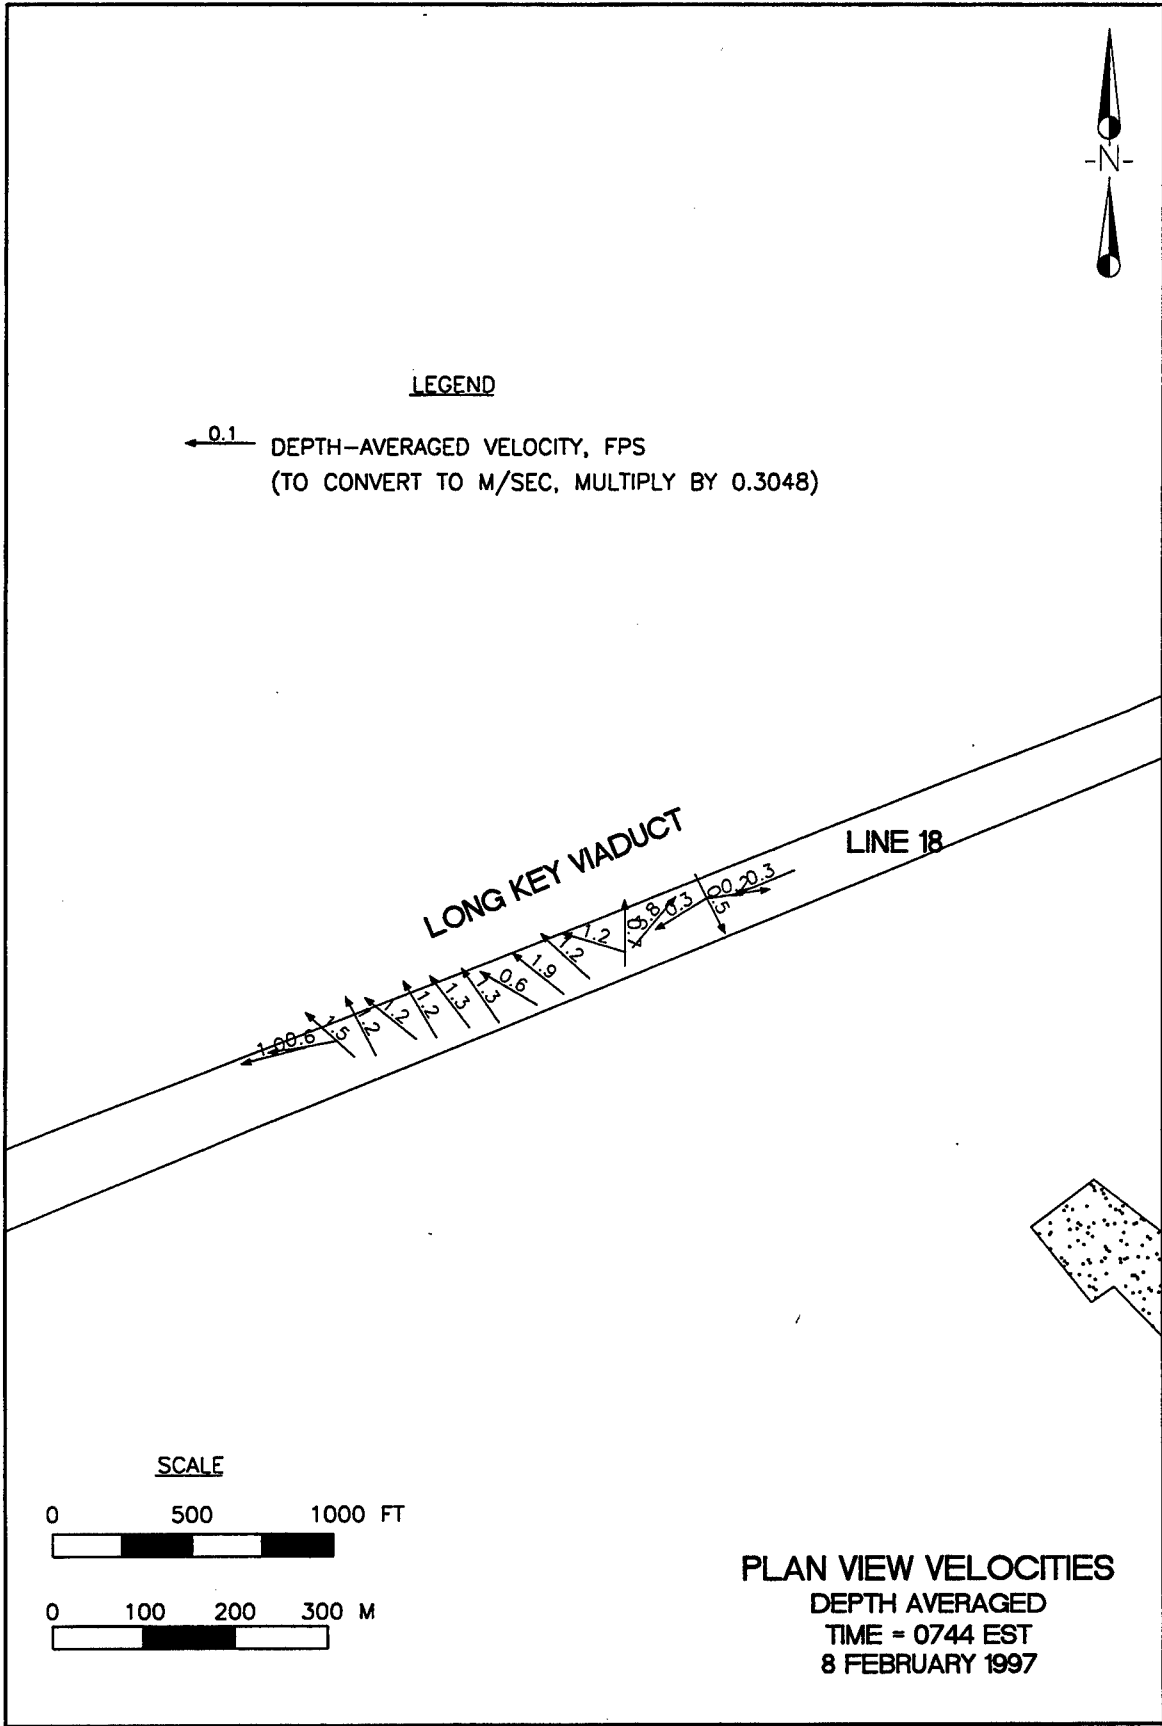 -N-
LEGEND
0.1
DEPTH-AVERAGED VELOCITY, FPS
(TO CONVERT TO M/SEC, MULTIPLY BY 0.3048)
LONG KEY VIADUCT
LINE 18
0.3
0.2
0.5
0.3
1.2
1.2
1.9
0.6
1.3
1.3
1.2
1.2
1.5
0.6
1.0
SCALE
0 500 1000 FT
0 100 200 300 M
PLAN VIEW VELOCITIES
DEPTH AVERAGED
TIME = 0744 EST
8 FEBRUARY 1997